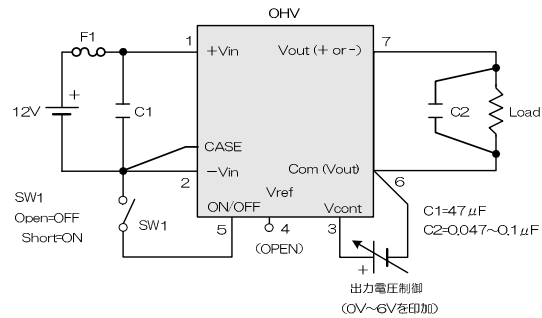 OHV
F1
1
+Vin
Vout (+ or -)
7
12V
+
C1
C2
Load
CASE
-Vin
Com (Vout)
2
6
SW1
Open=OFF
Short=ON
SW1
ON/OFF
Vref
Vcont
5
4
3
(OPEN)
C1=47μF
C2=0.047~0.1μF
+
出力電圧制御
(0V~6Vを印加)